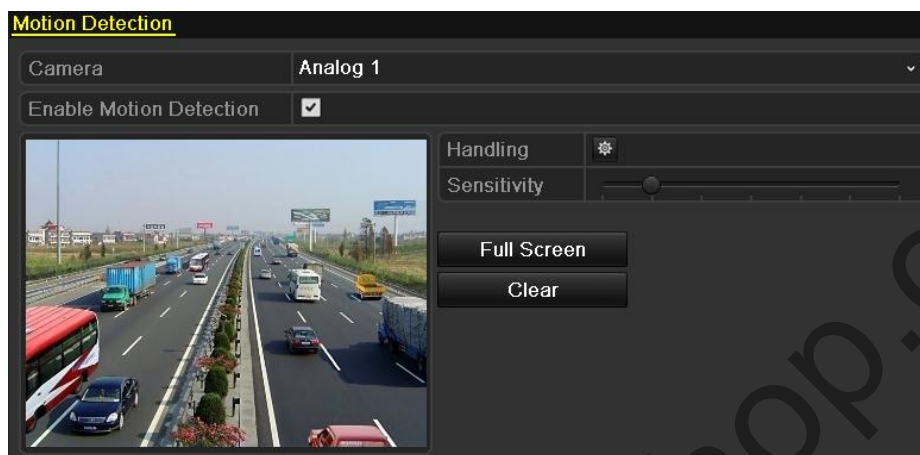 Motion Detection
Camera
Analog 1
Enable Motion Detection
Handling
Sensitivity
Full Screen
Clear